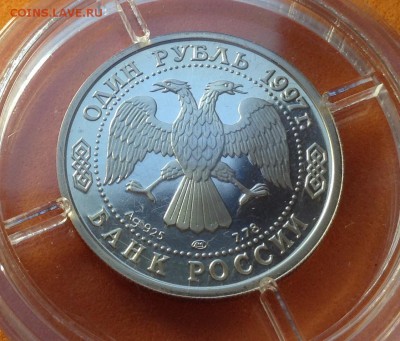 COINS.LAVE.RU
ОДИН РУБЛЬ 1997 г.
Ag 925
7.78
БАНК РОССИИ